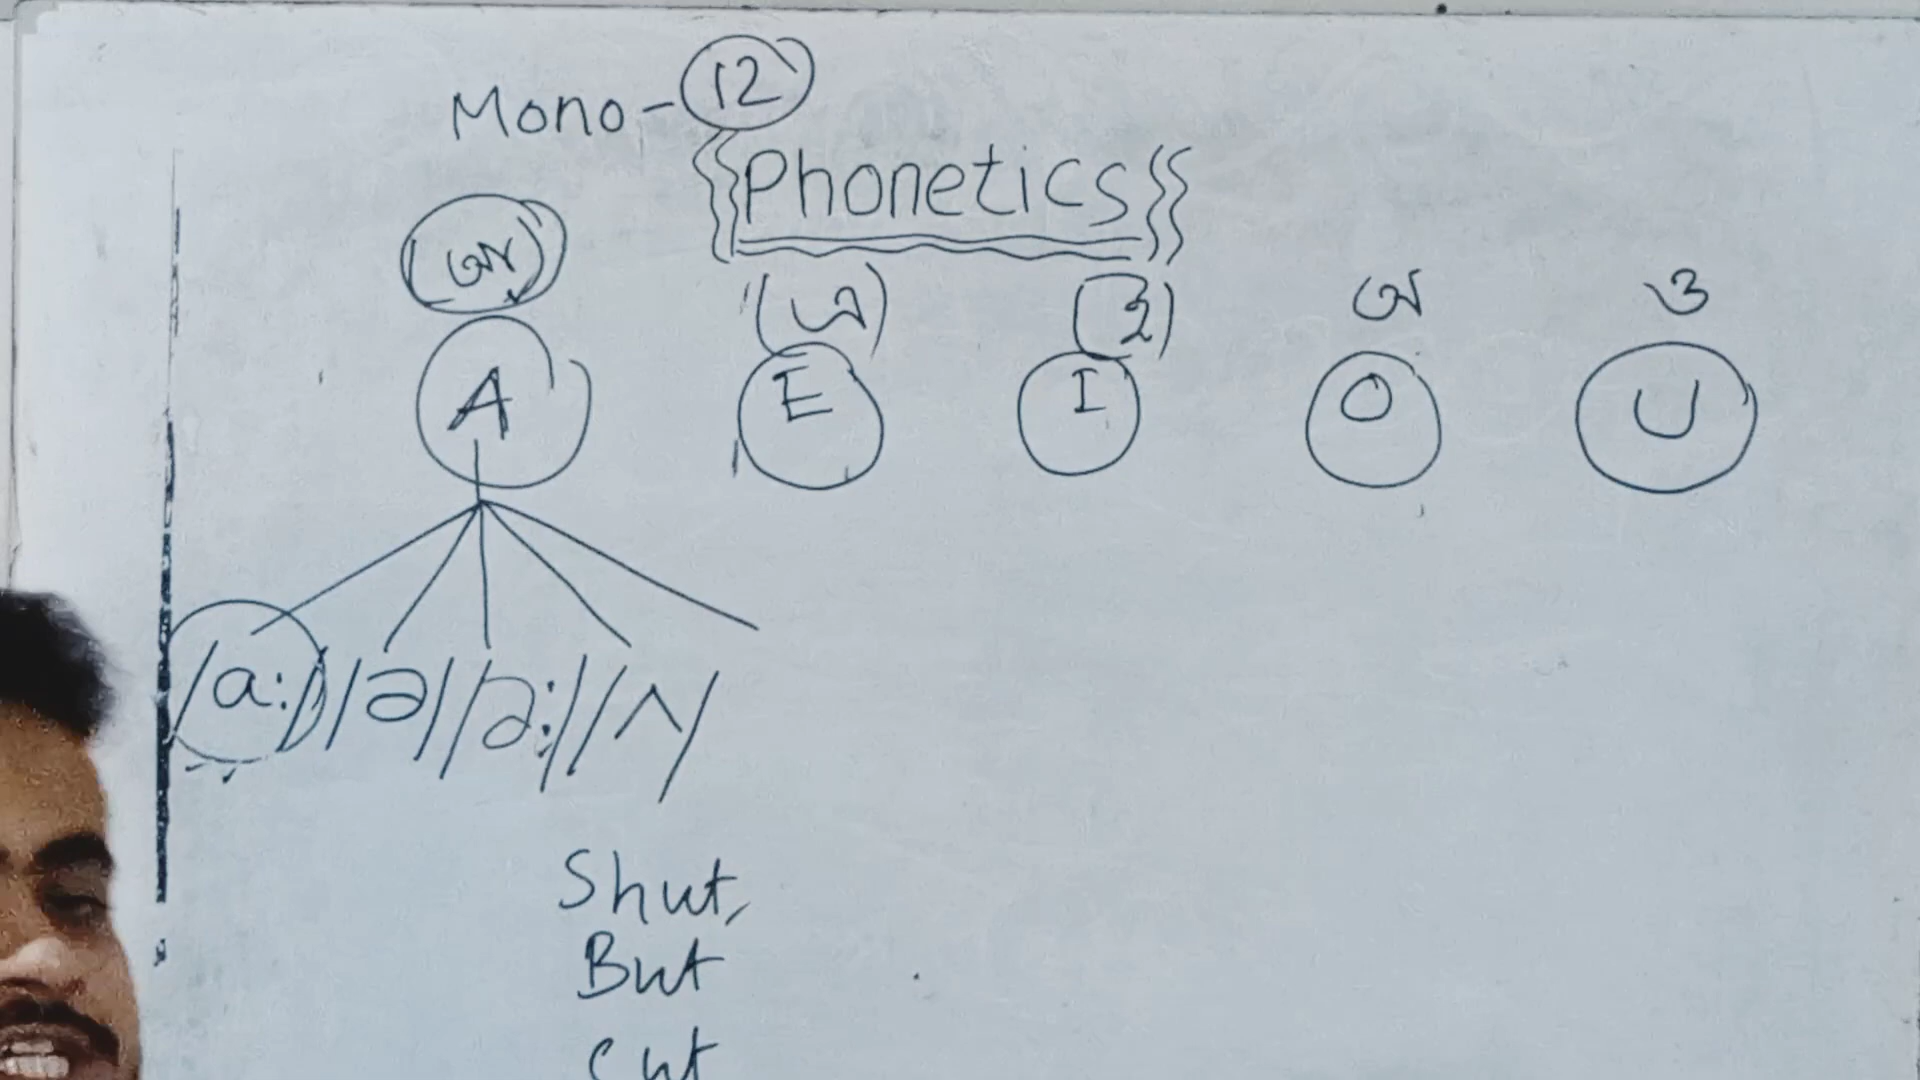 Mono - 12
Phonetics
আ এ ই অ ও
A E I O U
/a:/ /ə/ /ə:/ /ʌ/
Shut,
But
Cut